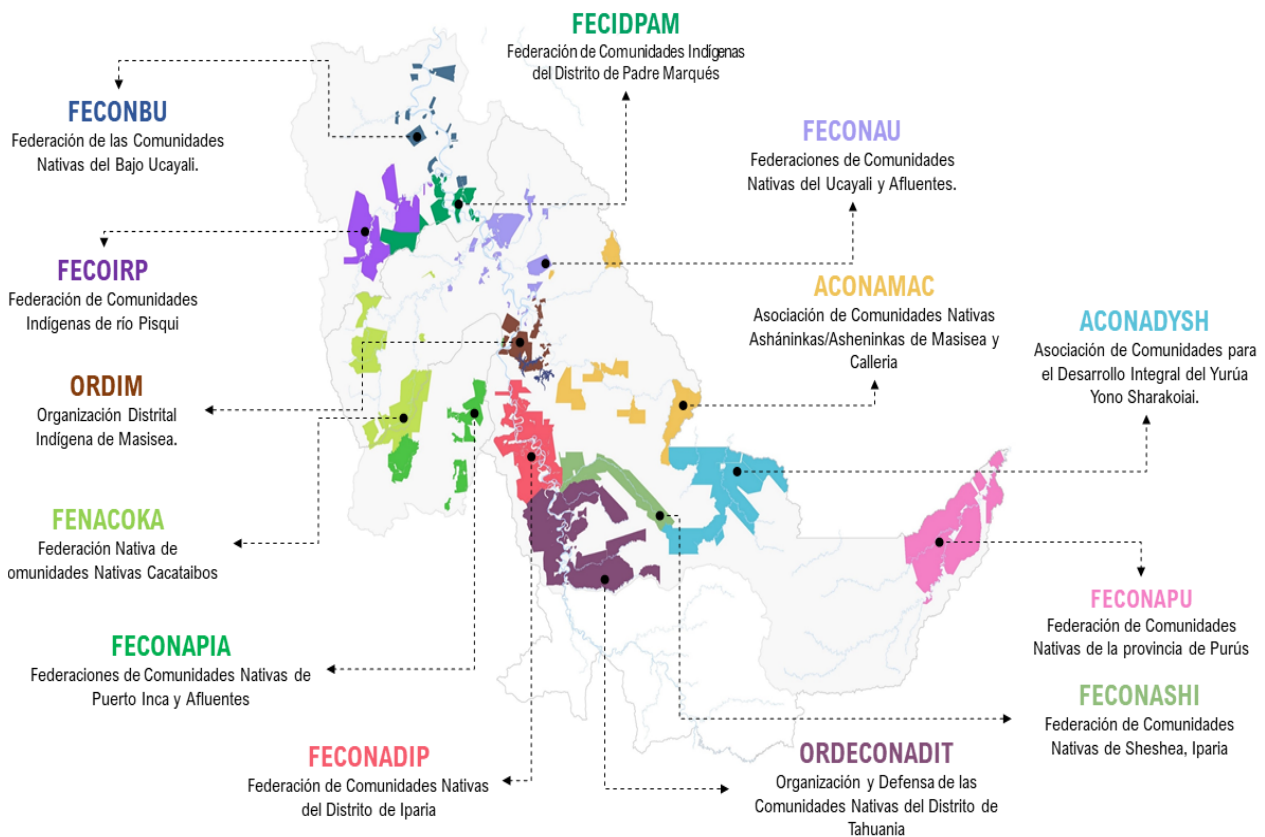 FECIDPAM
Federación de Comunidades Indígenas
del Distrito de Padre Marqués
FECONBU
Federación de las Comunidades
Nativas del Bajo Ucayali.
FECONAU
Federaciones de Comunidades
Nativas del Ucayali y Afluentes.
FECOIRP
Federación de Comunidades
Indígenas de río Pisqui
ACONAMAC
Asociación de Comunidades Nativas
Asháninkas/Asheninkas de Masisea y
Calleria
ACONADYSH
Asociación de Comunidades para
el Desarrollo Integral del Yurúa
Yono Sharakoiai.
ORDIM
Organización Distrital
Indígena de Masisea.
FENACOKA
Federación Nativa de
omunidades Nativas Cacataibos
FECONAPU
Federación de Comunidades
Nativas de la provincia de Purús
FECONAPIA
Federaciones de Comunidades Nativas de
Puerto Inca y Afluentes
FECONASHI
Federación de Comunidades
Nativas de Sheshea, Iparia
FECONADIP
Federación de Comunidades Nativas
del Distrito de Iparia
ORDECONADIT
Organización y Defensa de las
Comunidades Nativas del Distrito de
Tahuania